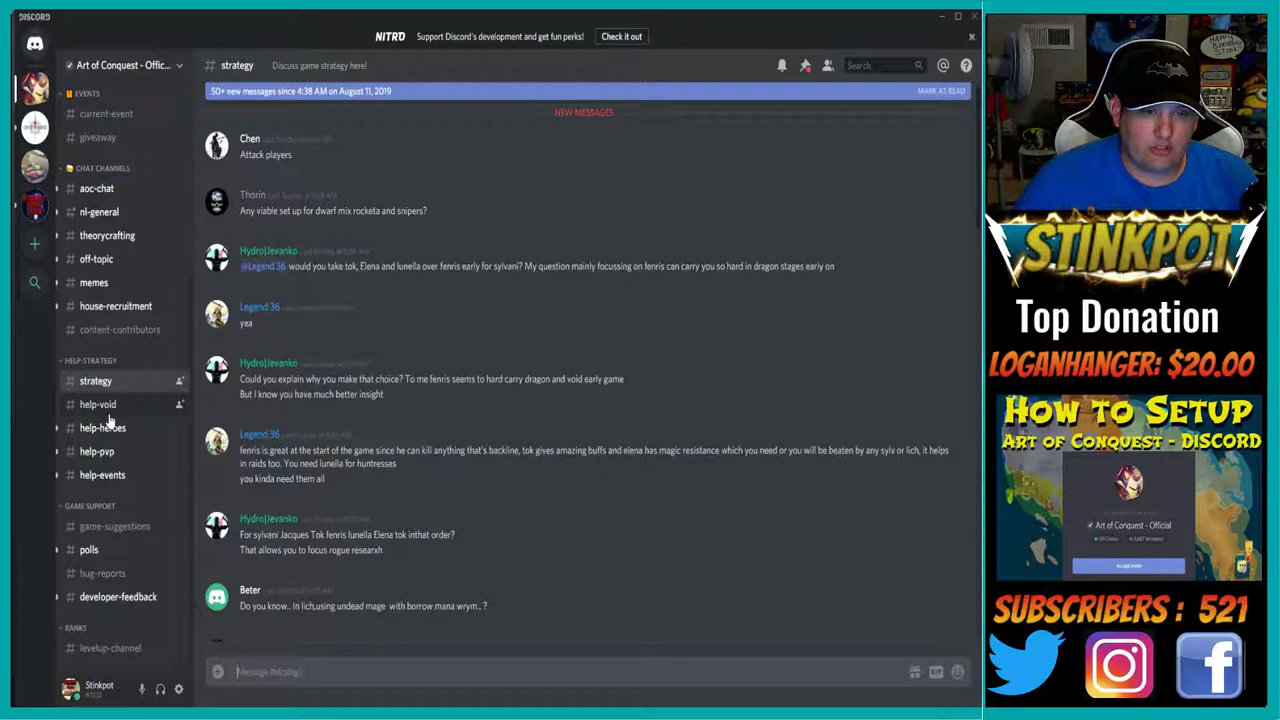 DISCORD
NITRO Support Discord's development and get fun perks! Check it out
Art of Conquest - Offic...
EVENTS
# current-event
# giveaway
CHAT CHANNELS
# aoc-chat
# nl-general
# theorycrafting
# off-topic
# memes
# house-recruitment
# content-contributors
HELP-STRATEGY
# strategy
# help-void
# help-heroes
# help-pvp
# help-events
GAME SUPPORT
# game-suggestions
# polls
# bug-reports
# developer-feedback
RANKS
# levelup-channel
Stinkpot
# strategy Discuss game strategy here!
Search
50+ new messages since 4:38 AM on August 11, 2019 MARK AS READ
NEW MESSAGES
Chen
Attack players
Thorin
Any viable set up for dwarf mix rocketa and snipers?
Hydro|Jevanko
@Legend 36 would you take tok, Elena and lunella over fenris early for sylvani? My question mainly focussing on fenris can carry you so hard in dragon stages early on
Legend 36
yea
Hydro|Jevanko
Could you explain why you make that choice? To me fenris seems to hard carry dragon and void early game
But I know you have much better insight
Legend 36
fenris is great at the start of the game since he can kill anything that's backline, tok gives amazing buffs and elena has magic resistance which you need or you will be beaten by any sylv or lich, it helps
in raids too. You need lunella for huntresses
you kinda need them all
Hydro|Jevanko
For sylvani Jacques Tok fenris lunella Elena tok inthat order?
That allows you to focus rogue researxh
Beter
Do you know.. In lich,using undead mage with borrow mana wrym.. ?
Message #strategy
GIF
STINKPOT
Top Donation
LOGANHANGER: $20.00
HOW TO SETUP
ART OF CONQUEST - DISCORD
Art of Conquest - Official
Accept Invite
SUBSCRIBERS : 521